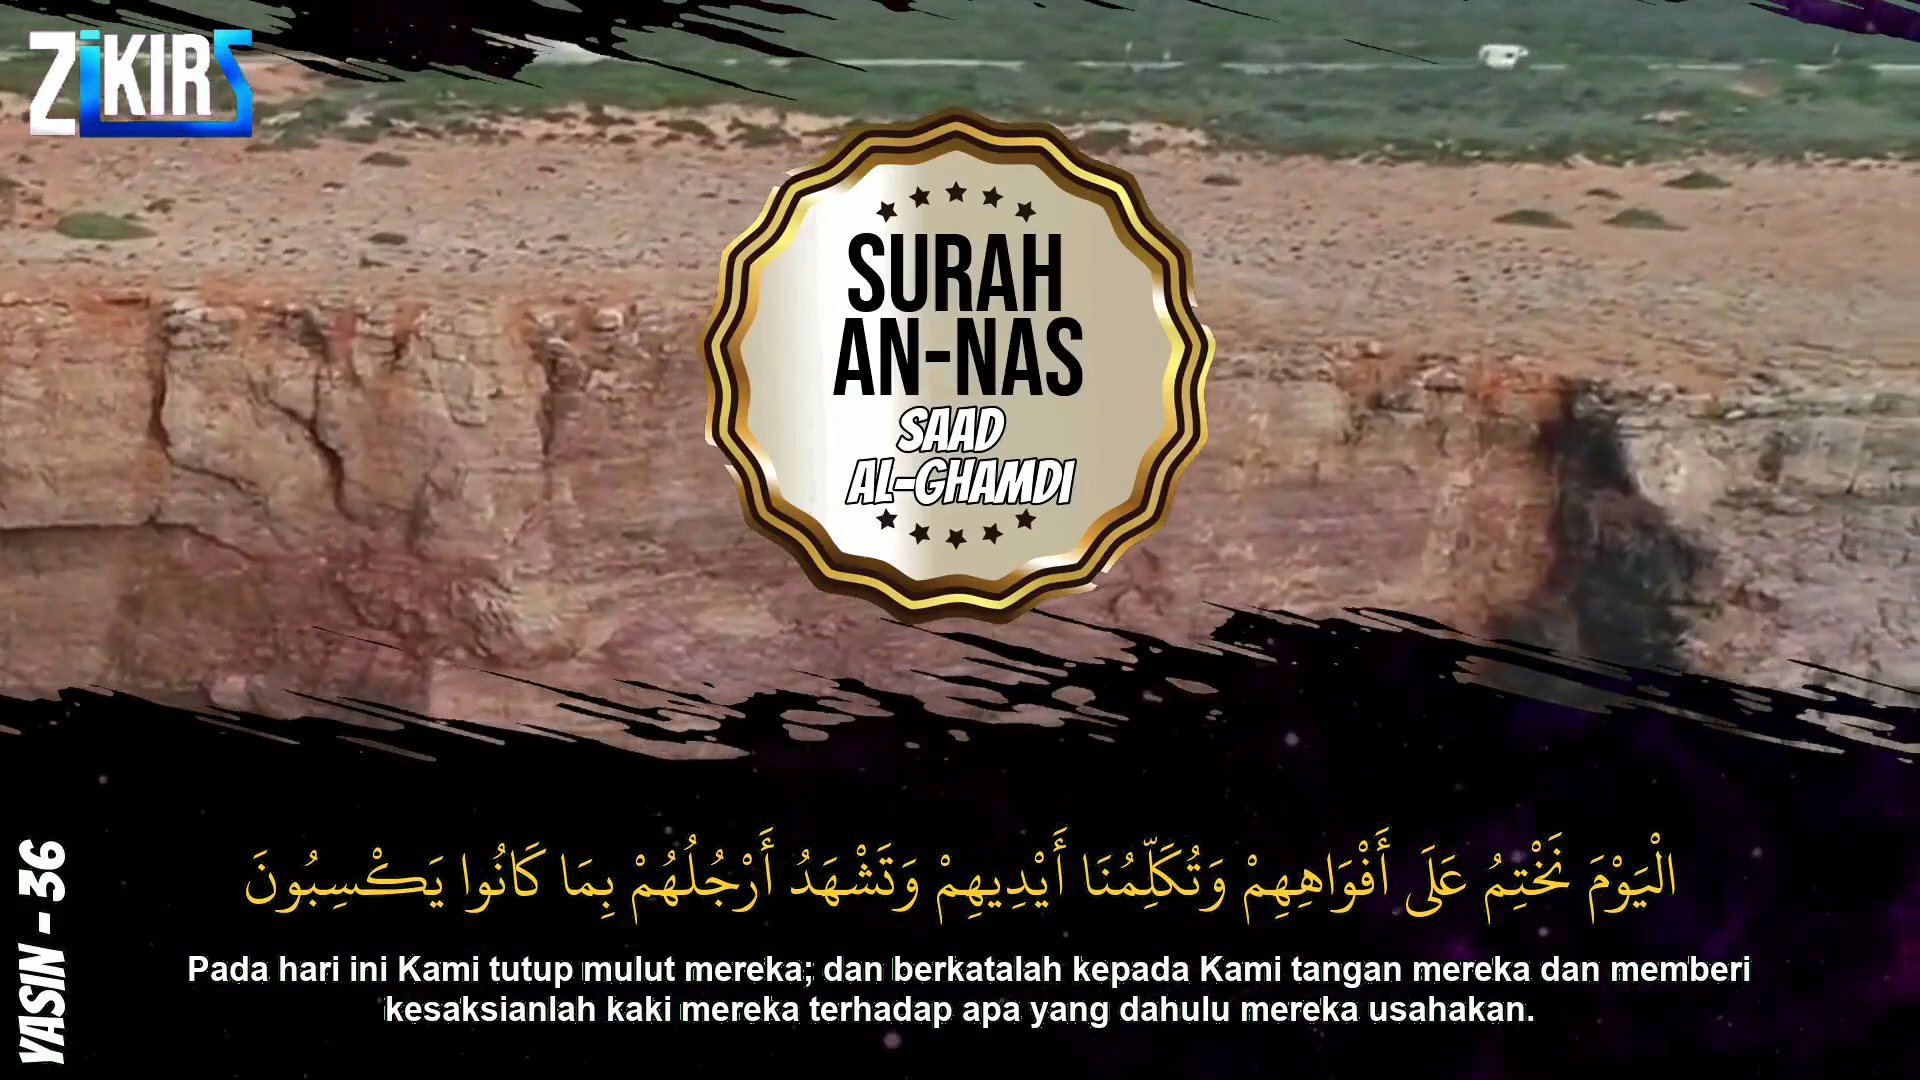 ZIKIRS
SURAH
AN-NAS
SAAD
AL-GHAMDI
الْيَوْمَ نَخْتِمُ عَلَى أَفْوَاهِهِمْ وَتُكَلِّمُنَا أَيْدِيهِمْ وَتَشْهَدُ أَرْجُلُهُمْ بِمَا كَانُوا يَكْسِبُونَ
Pada hari ini Kami tutup mulut mereka; dan berkatalah kepada Kami tangan mereka dan memberi
kesaksianlah kaki mereka terhadap apa yang dahulu mereka usahakan.
YASIN - 36